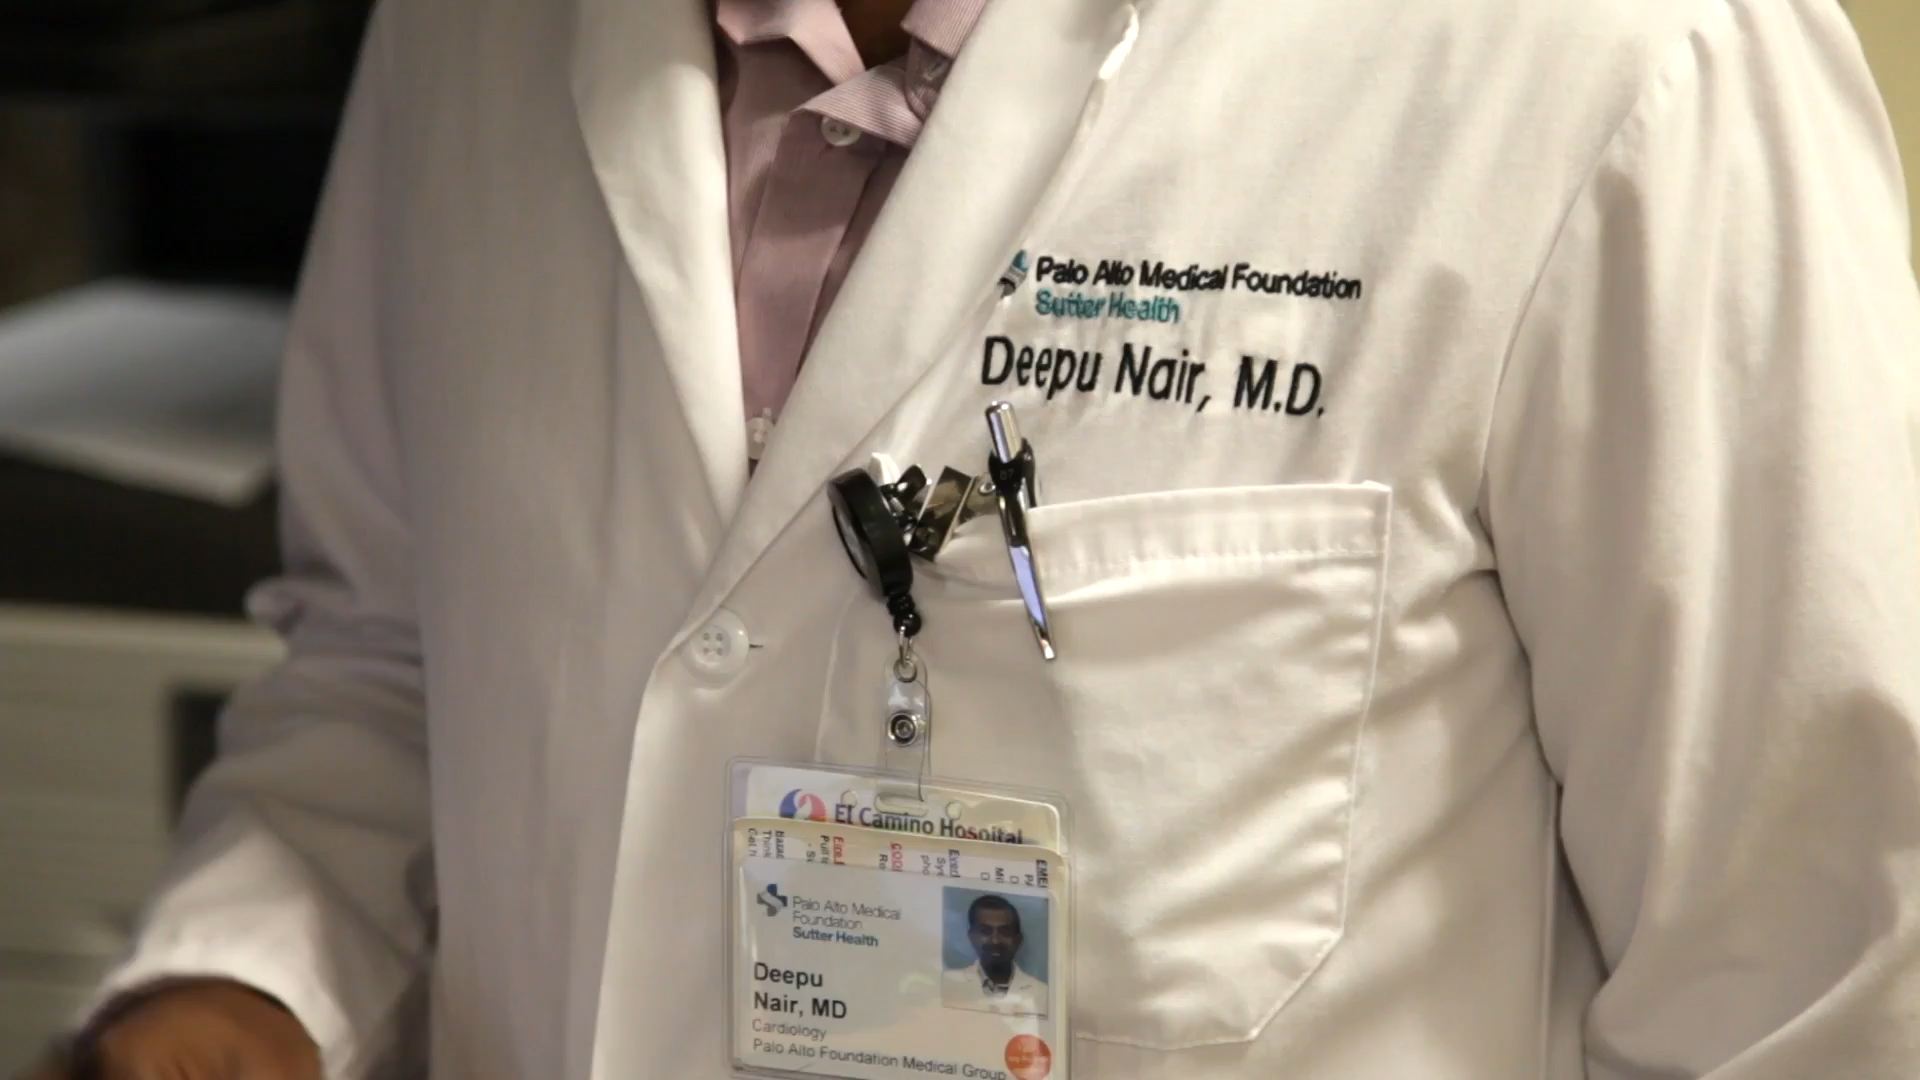 Palo Alto Medical Foundation
Sutter Health
Deepu Nair, M.D.
El Camino Hospital
Palo Alto Medical
Foundation
Sutter Health
Deepu
Nair, MD
Cardiology
Palo Alto Foundation Medical Group